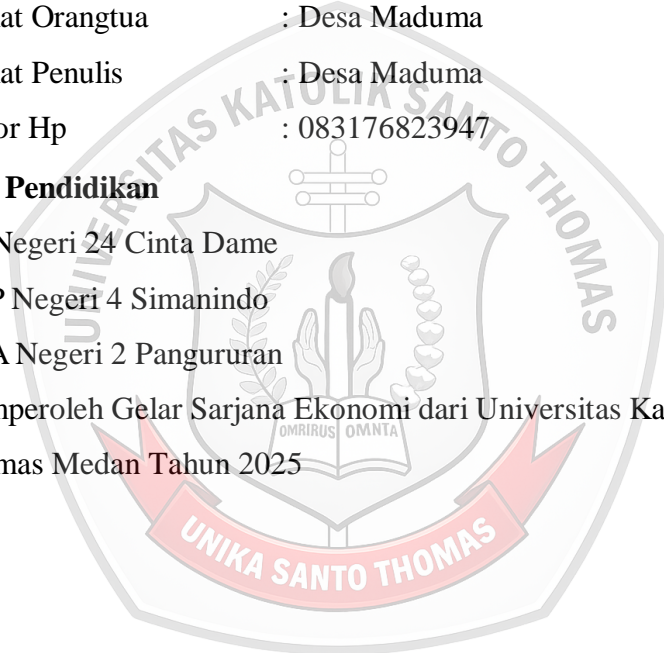 at Orangtua : Desa Maduma
at Penulis : Desa Maduma
or Hp : 083176823947
Pendidikan
Negeri 24 Cinta Dame
P Negeri 4 Simanindo
A Negeri 2 Pangururan
mperoleh Gelar Sarjana Ekonomi dari Universitas Ka
mas Medan Tahun 2025
UNIVERSITAS KATOLIK SANTO THOMAS
OMRIRUS OMNTA
UNIKA SANTO THOMAS